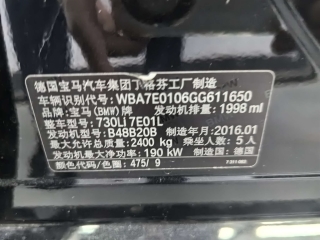 德国宝马汽车集团丁格芬工厂制造
车辆识别代号: WBA7E0106GG611650
品牌: 宝马(BMW)牌 发动机排量: 1998 ml
整车型号: 730Li 7E01L
发动机型号: B48B20B 制造年月: 2016.01
最大允许总质量: 2400 kg 乘坐人数: 5 人
发动机最大净功率: 190 kW 制造国: 德国
颜色代码/色圈: 475/ 9